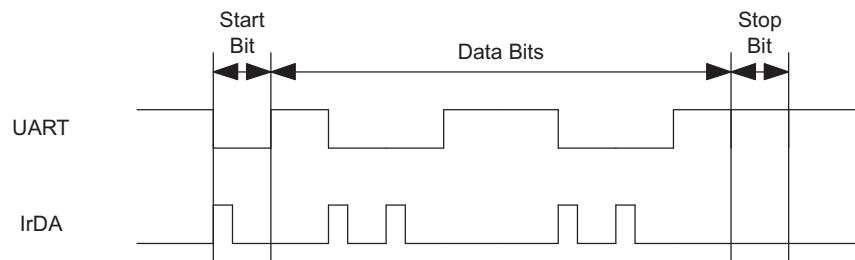 Start
Bit
Data Bits
Stop
Bit
UART
IrDA